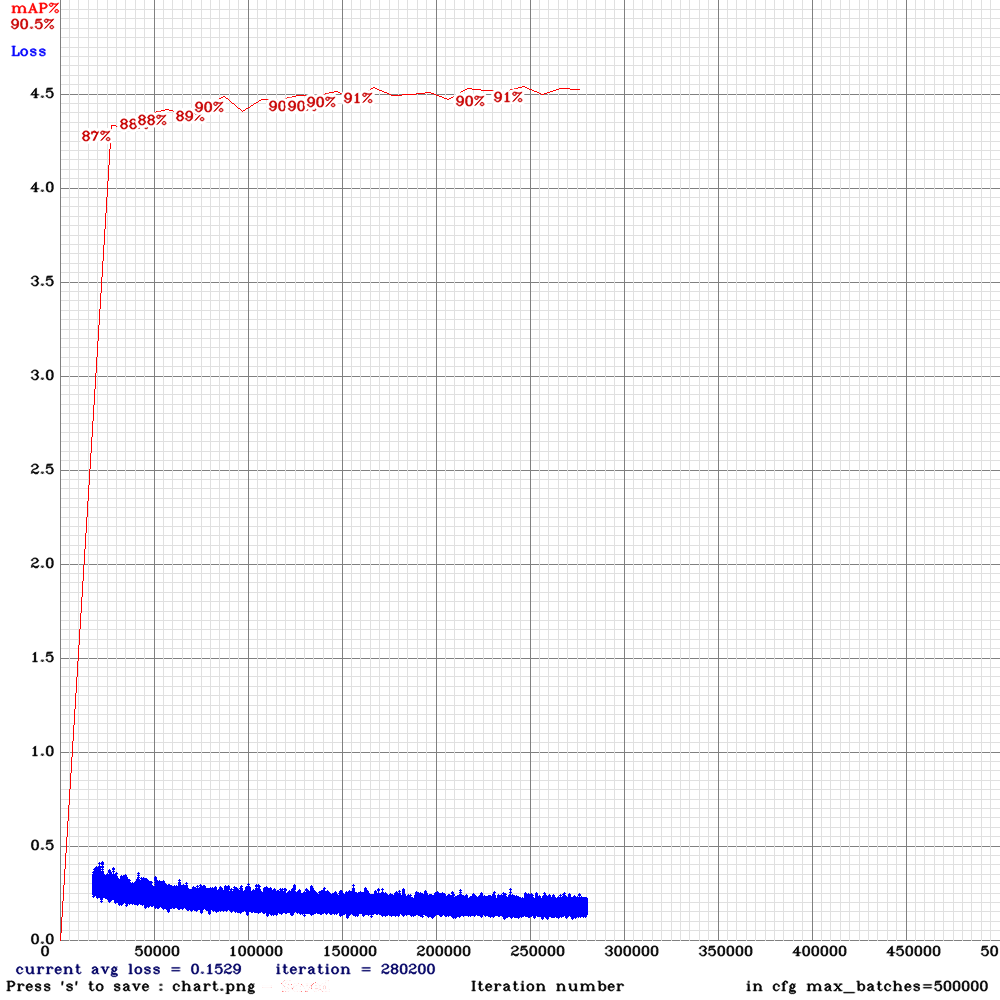 mAP%
90.5%
Loss
4.5
87% 88% 88% 89% 90% 90 90 90% 91% 90% 91%
4.0
3.5
3.0
2.5
2.0
1.5
1.0
0.5
0.0
0 50000 100000 150000 200000 250000 300000 350000 400000 450000 50
current avg loss = 0.1529 iteration = 280200
Press 's' to save : chart.png Iteration number in cfg max_batches=500000